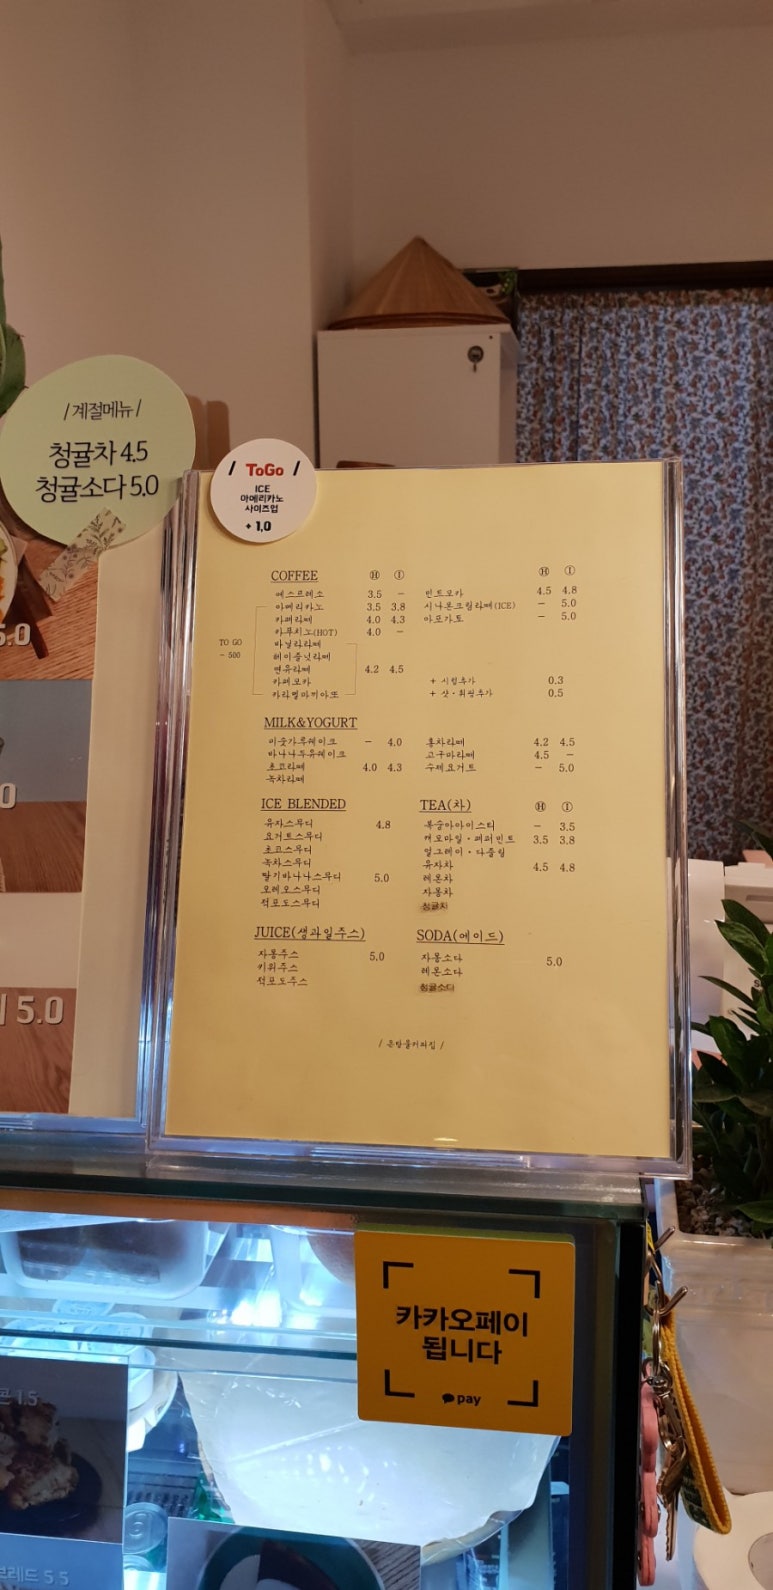 /계절메뉴/
청귤차 4.5
청귤소다 5.0
/ ToGo /
ICE
아메리카노
사이즈업
+ 1.0
COFFEE Ⓗ Ⓘ
에스프레소 3.5 –
아메리카노 3.5 3.8
카페라떼 4.0 4.3
카푸치노(HOT) 4.0 –
바닐라라떼
헤이즐넛라떼
연유라떼 4.2 4.5
카페모카
카라멜마끼아또
TO GO
- 500
Ⓗ Ⓘ
민트모카 4.5 4.8
시나몬크림라떼(ICE) – 5.0
아포가토 – 5.0
+ 시럽추가 0.3
+ 샷·휘핑추가 0.5
MILK&YOGURT
미숫가루쉐이크 – 4.0
바나나두유쉐이크
초코라떼 4.0 4.3
녹차라떼
홍차라떼 4.2 4.5
고구마라떼 4.5 –
수제요거트 – 5.0
ICE BLENDED
유자스무디 4.8
요거트스무디
초코스무디
녹차스무디
딸기바나나스무디 5.0
오레오스무디
적포도스무디
TEA(차) Ⓗ Ⓘ
복숭아아이스티 – 3.5
캐모마일·페퍼민트 3.5 3.8
얼그레이·다즐링
유자차 4.5 4.8
레몬차
자몽차
청귤차
JUICE(생과일주스)
자몽주스 5.0
키위주스
적포도주스
SODA(에이드)
자몽소다 5.0
레몬소다
청귤소다
5.0
0
5.0
카카오페이
됩니다
pay
1.5
브레드 5.5